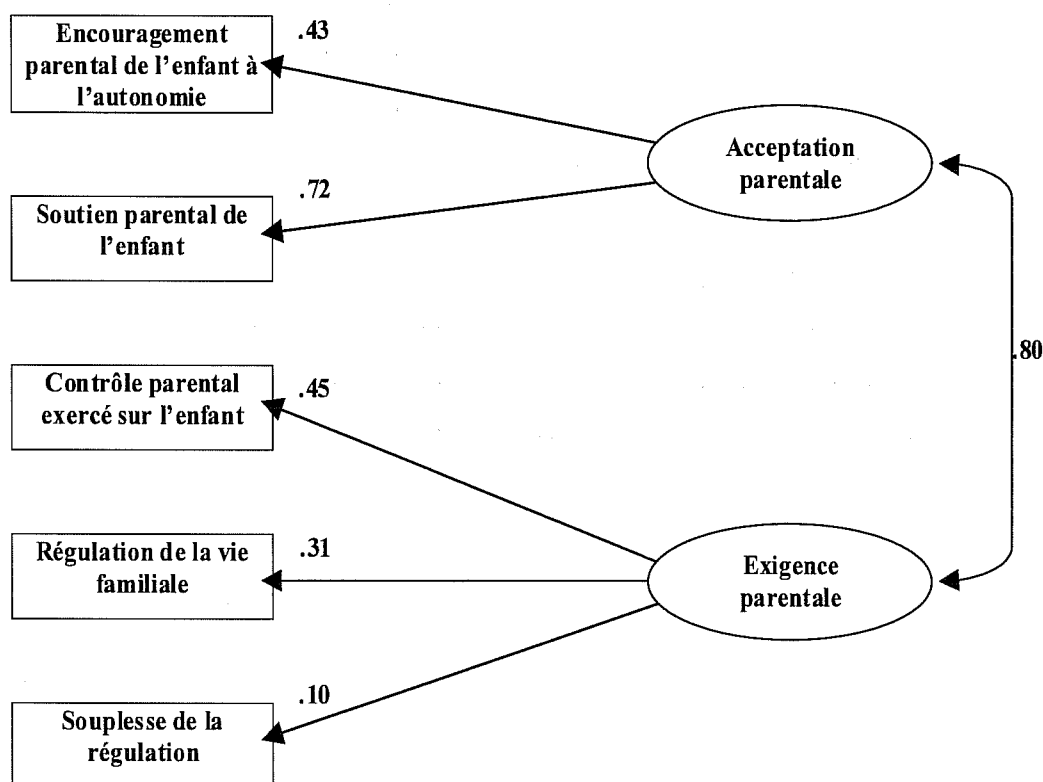 Encouragement
parental de l'enfant à
l'autonomie
.43
Soutien parental de
l'enfant
.72
Acceptation
parentale
.80
Contrôle parental
exercé sur l'enfant
.45
Régulation de la vie
familiale
.31
Exigence
parentale
Souplesse de la
régulation
.10